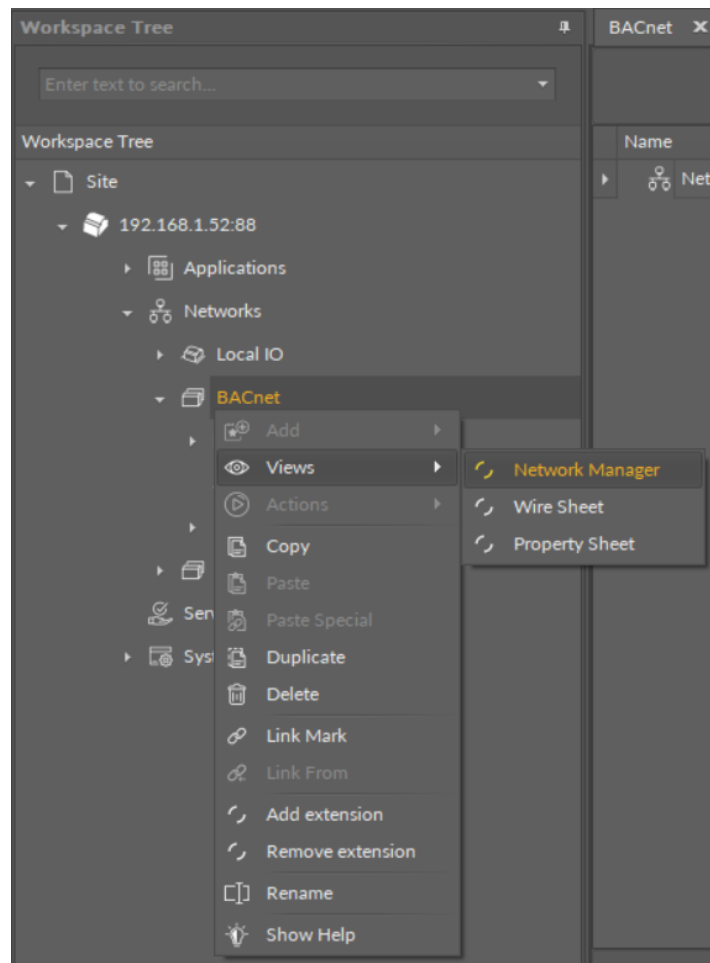 Workspace Tree
BACnet
Enter text to search...
Workspace Tree
Name
Site
Net
192.168.1.52:88
Applications
Networks
Local IO
BACnet
Add
Views
Network Manager
Actions
Wire Sheet
Copy
Property Sheet
Paste
Serv
Paste Special
Syst
Duplicate
Delete
Link Mark
Link From
Add extension
Remove extension
Rename
Show Help